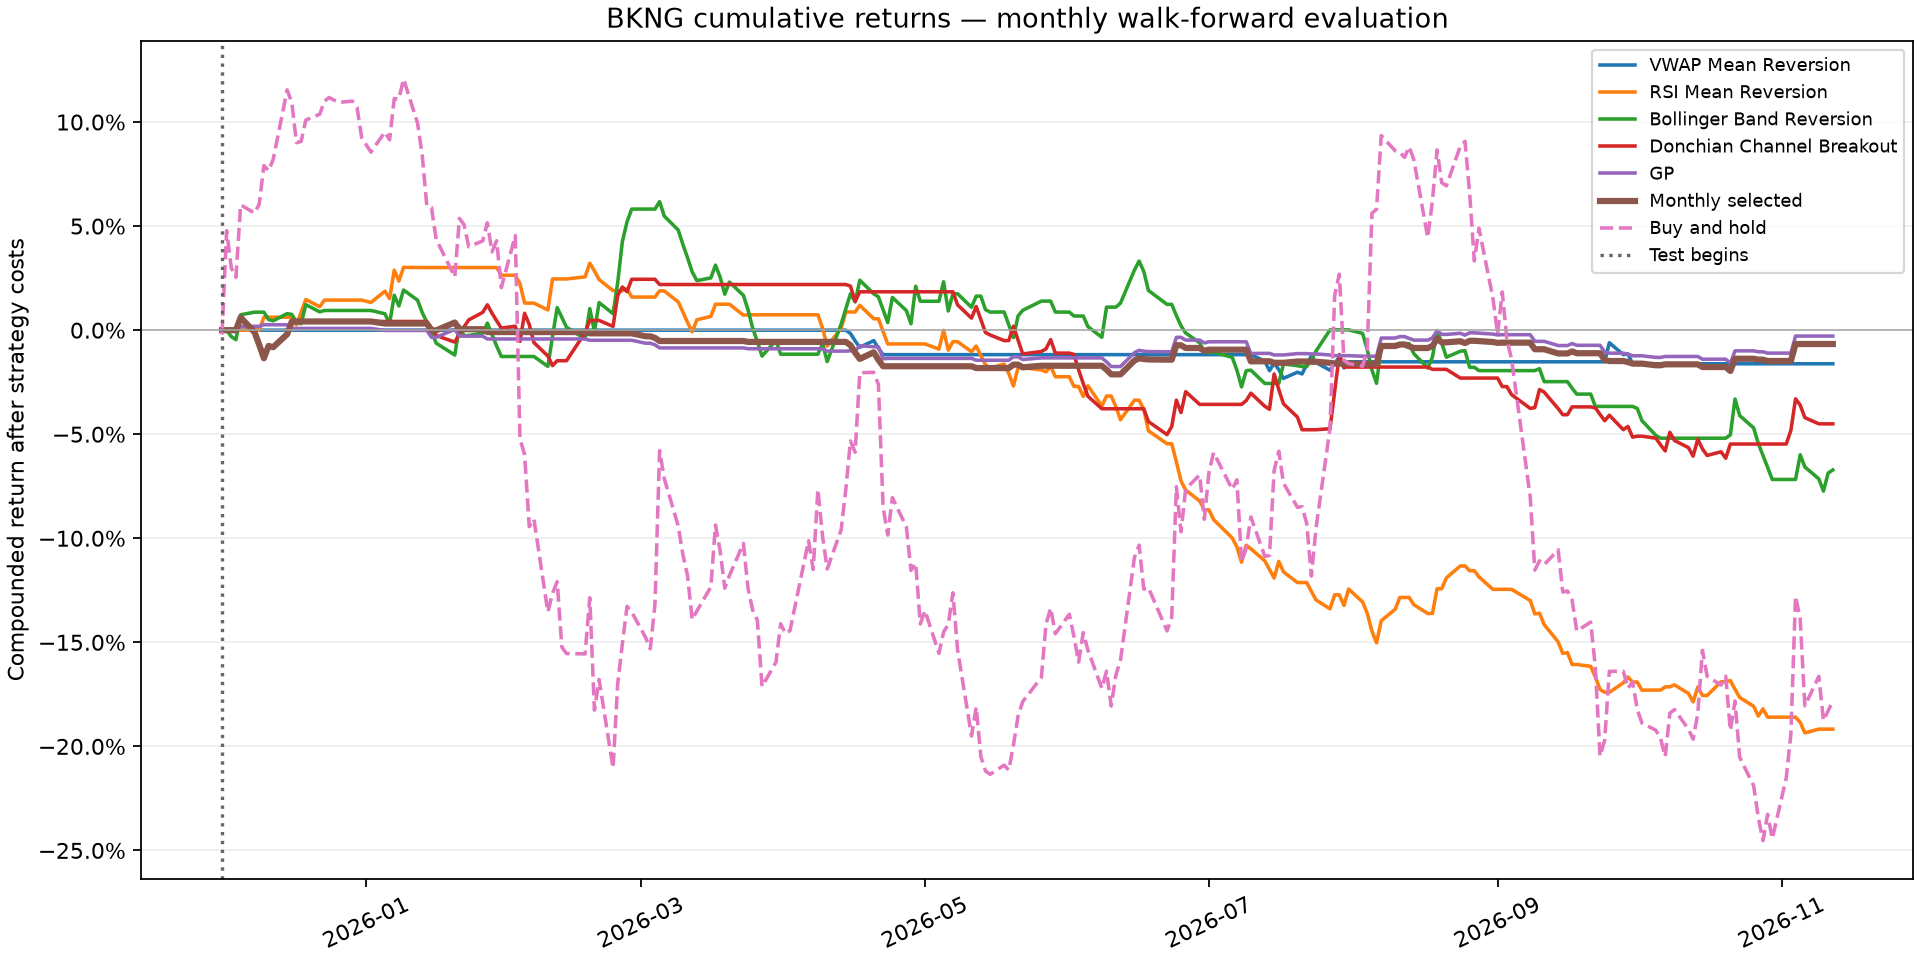 BKNG cumulative returns — monthly walk-forward evaluation
Compounded return after strategy costs
10.0%
5.0%
0.0%
−5.0%
−10.0%
−15.0%
−20.0%
−25.0%
2026-01
2026-03
2026-05
2026-07
2026-09
2026-11
VWAP Mean Reversion
RSI Mean Reversion
Bollinger Band Reversion
Donchian Channel Breakout
GP
Monthly selected
Buy and hold
Test begins